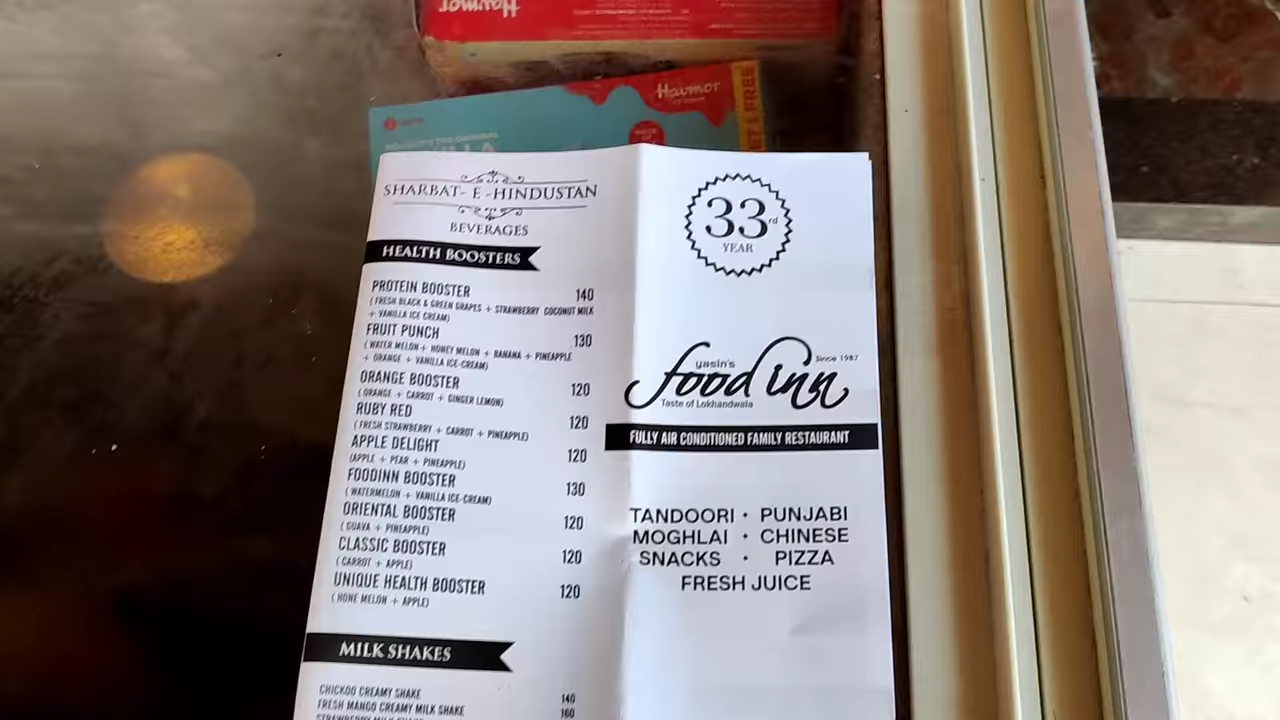 Havmor
Havmor
SHARBAT- E -HINDUSTAN
BEVERAGES
HEALTH BOOSTERS
PROTEIN BOOSTER 140
( FRESH BLACK & GREEN GRAPES + STRAWBERRY COCONUT MILK
+ VANILLA ICE CREAM)
FRUIT PUNCH 130
( WATER MELON + HONEY MELON + BANANA + PINEAPPLE
+ ORANGE + VANILLA ICE-CREAM)
ORANGE BOOSTER 120
( ORANGE + CARROT + GINGER LEMON)
RUBY RED 120
( FRESH STRAWBERRY + CARROT + PINEAPPLE)
APPLE DELIGHT 120
(APPLE + PEAR + PINEAPPLE)
FOODINN BOOSTER 130
( WATERMELON + VANILLA ICE-CREAM)
ORIENTAL BOOSTER 120
( GUAVA + PINEAPPLE)
CLASSIC BOOSTER 120
( CARROT + APPLE)
UNIQUE HEALTH BOOSTER 120
( HONE MELON + APPLE)
MILK SHAKES
CHICKOO CREAMY SHAKE 140
FRESH MANGO CREAMY MILK SHAKE 160
33rd
YEAR
yasin's
Since 1987
food inn
Taste of Lokhandwala
FULLY AIR CONDITIONED FAMILY RESTAURANT
TANDOORI • PUNJABI
MOGHLAI • CHINESE
SNACKS • PIZZA
FRESH JUICE